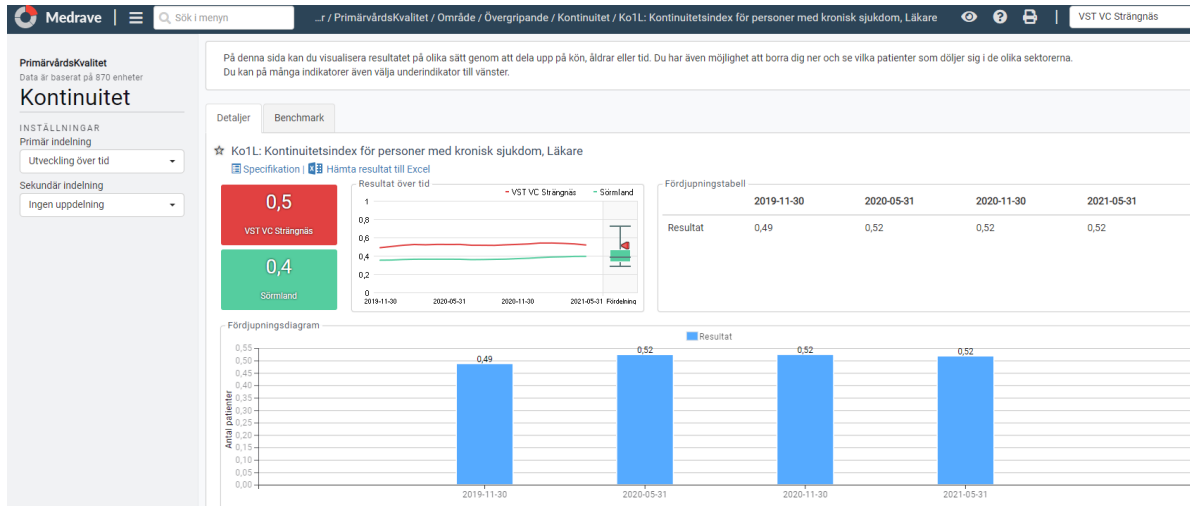 Medrave
Sök i menyn
...r / PrimärvårdsKvalitet / Område / Övergripande / Kontinuitet / Ko1L: Kontinuitetsindex för personer med kronisk sjukdom, Läkare
VST VC Strängnäs
PrimärvårdsKvalitet
Data är baserat på 870 enheter
Kontinuitet
INSTÄLLNINGAR
Primär indelning
Utveckling över tid
Sekundär indelning
Ingen uppdelning
På denna sida kan du visualisera resultatet på olika sätt genom att dela upp på kön, åldrar eller tid. Du har även möjlighet att borra dig ner och se vilka patienter som döljer sig i de olika sektorerna.
Du kan på många indikatorer även välja underindikator till vänster.
Detaljer
Benchmark
Ko1L: Kontinuitetsindex för personer med kronisk sjukdom, Läkare
Specifikation | Hämta resultat till Excel
0,5
VST VC Strängnäs
0,4
Sörmland
Resultat över tid
- VST VC Strängnäs - Sörmland
1
0,8
0,6
0,4
0,2
0
2019-11-30 2020-05-31 2020-11-30 2021-05-31 Fördelning
Fördjupningstabell
2019-11-30 2020-05-31 2020-11-30 2021-05-31
Resultat 0,49 0,52 0,52 0,52
Fördjupningsdiagram
Resultat
Antal patienter
0,55
0,50
0,45
0,40
0,35
0,30
0,25
0,20
0,15
0,10
0,05
0,00
0,49 0,52 0,52 0,52
2019-11-30 2020-05-31 2020-11-30 2021-05-31